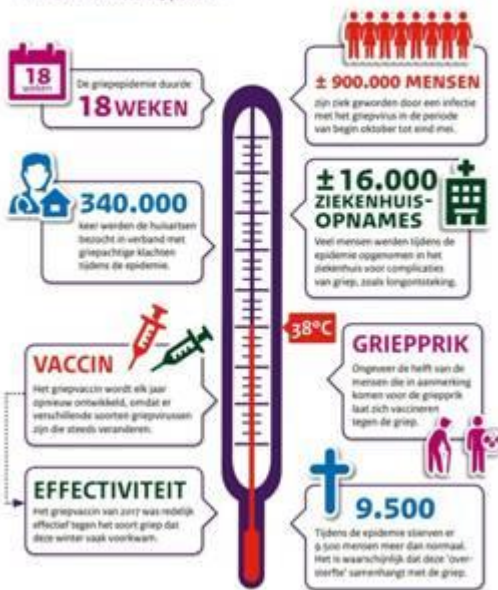 18
weken
De griepepidemie duurde
18 WEKEN
± 900.000 MENSEN
zijn ziek geworden door een infectie
met het griepvirus in de periode
van begin oktober tot eind mei.
340.000
keer werden de huisartsen
bezocht in verband met
griepachtige klachten
tijdens de epidemie.
± 16.000
ZIEKENHUIS-
OPNAMES
Veel mensen werden tijdens de
epidemie opgenomen in het
ziekenhuis voor complicaties
van griep, zoals longontsteking.
38°C
VACCIN
Het griepvaccin wordt elk jaar
opnieuw ontwikkeld, omdat er
verschillende soorten griepvirussen
zijn die steeds veranderen.
GRIEPPRIK
Ongeveer de helft van de
mensen die in aanmerking
komen voor de griepprik
laat zich vaccineren
tegen de griep.
EFFECTIVITEIT
Het griepvaccin van 2017 was redelijk
effectief tegen het soort griep dat
deze winter vaak voorkwam.
9.500
Tijdens de epidemie stierven er
9.500 mensen meer dan normaal.
Het is waarschijnlijk dat deze 'over-
sterfte' samenhangt met de griep.